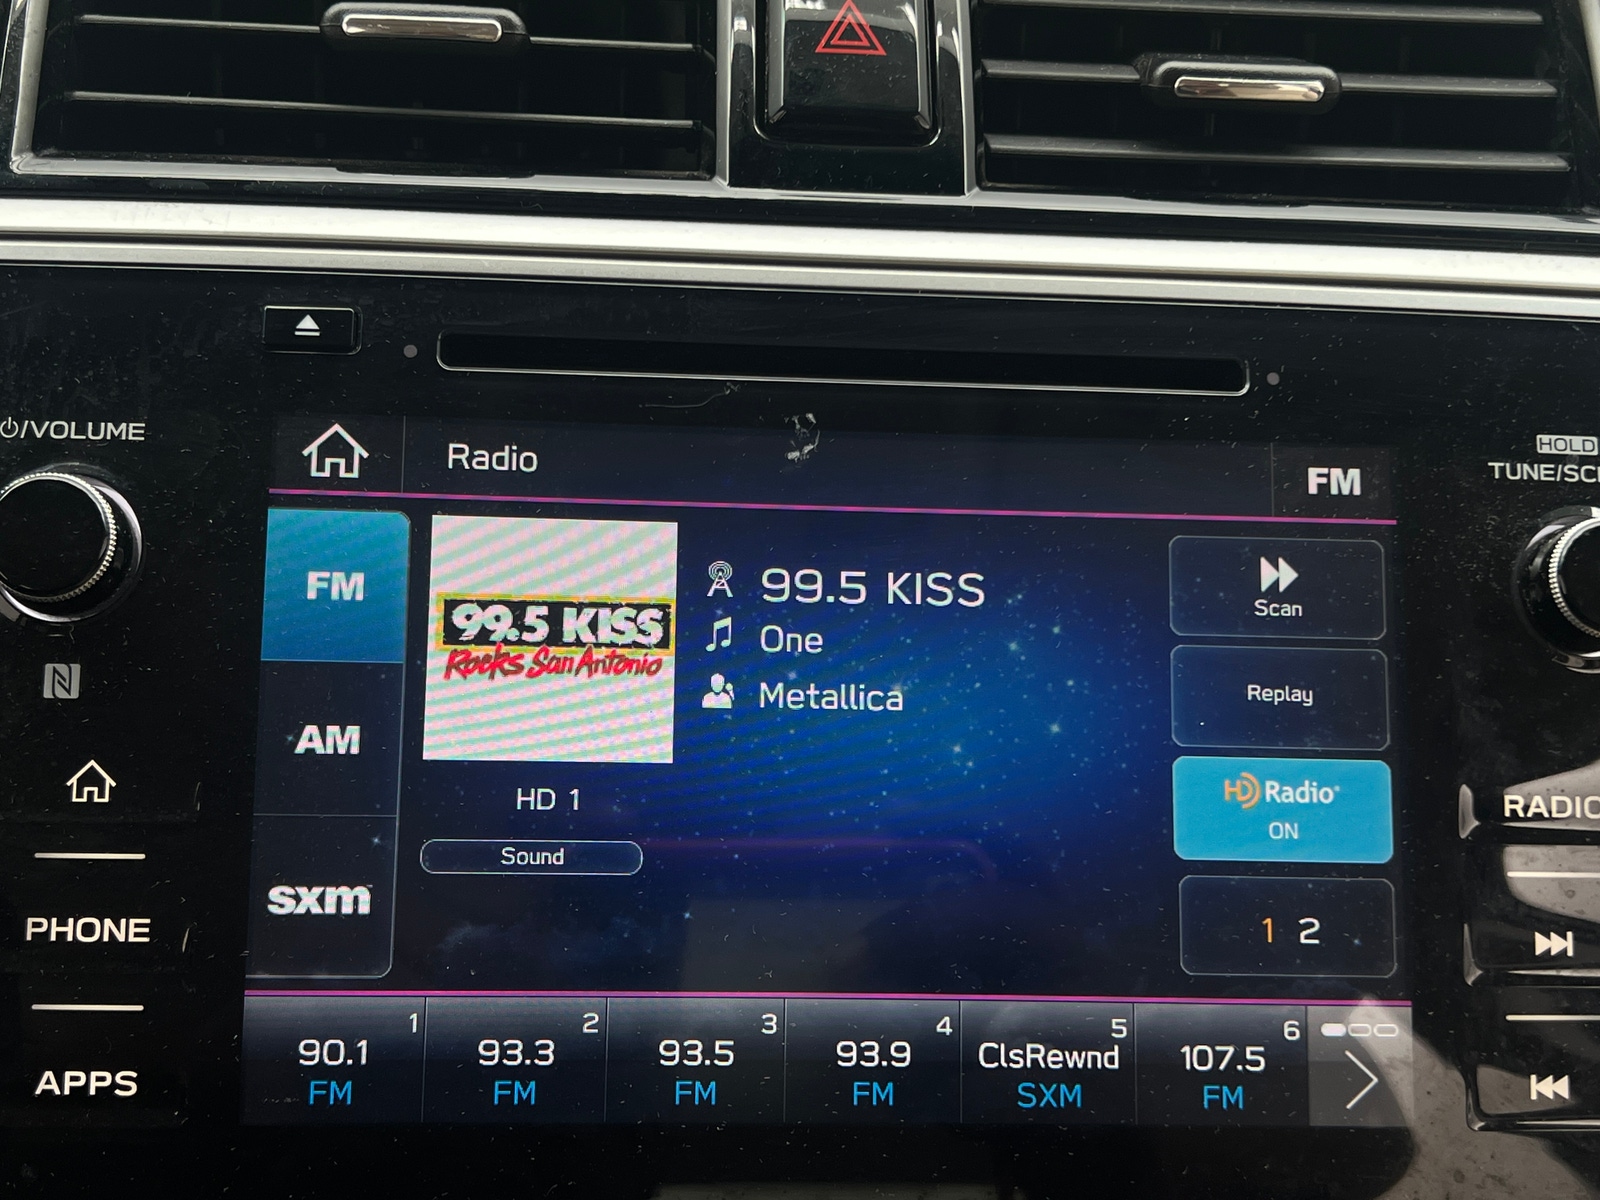 ⏻/VOLUME
HOLD
TUNE/SC
Radio
FM
FM
AM
sxm
99.5 KISS
Rocks San Antonio
HD 1
Sound
99.5 KISS
One
Metallica
Scan
Replay
HD Radio®
ON
1 2
N
PHONE
APPS
RADIO
1
90.1
FM
2
93.3
FM
3
93.5
FM
4
93.9
FM
5
ClsRewnd
SXM
6
107.5
FM